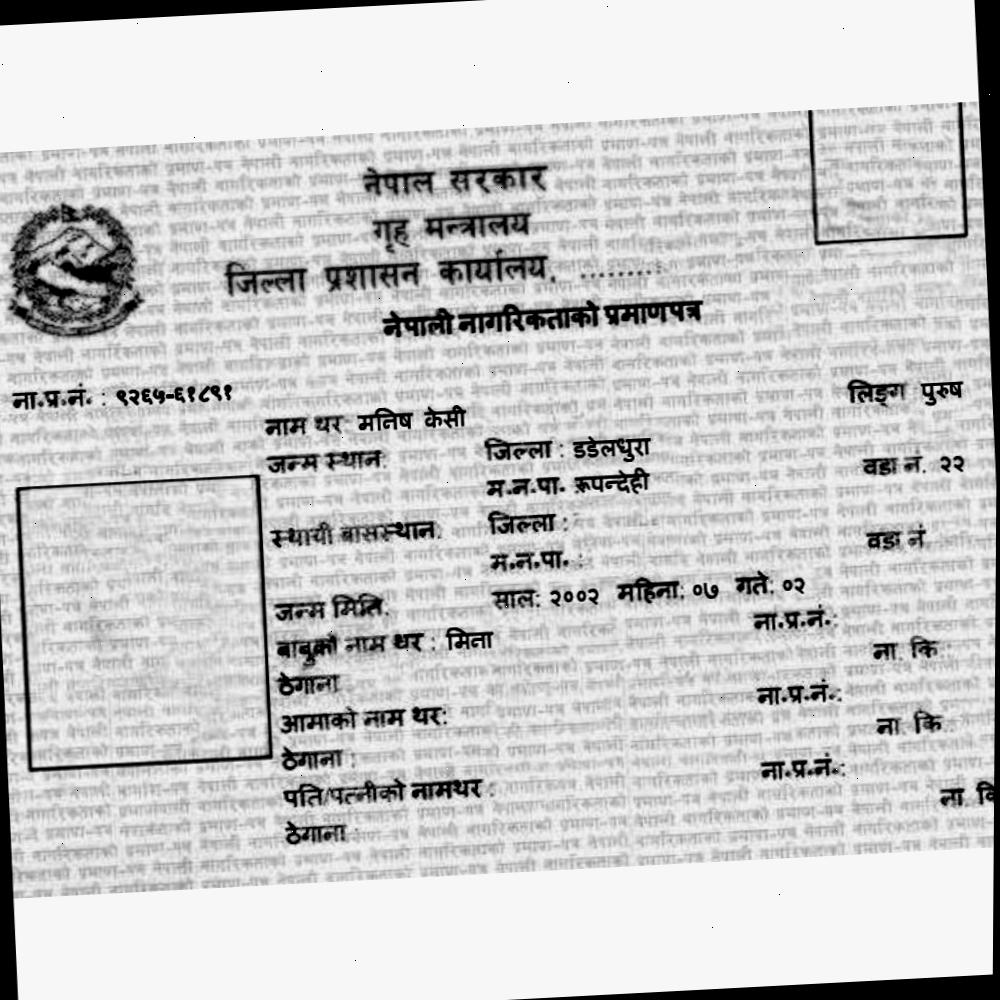 नेपाल सरकार
गृह मन्त्रालय
जिल्ला प्रशासन कार्यालय, .........
नेपाली नागरिकताको प्रमाणपत्र
ना.प्र.नं. : ९२६५-६१८९१
लिङ्ग पुरुष
नाम थर: मनिष केसी
जन्म स्थान: जिल्ला : डडेलधुरा
म.न.पा. रूपन्देही वडा नं. २२
स्थायी बासस्थान: जिल्ला :
म.न.पा. : वडा नं
जन्म मिति: साल: २००२ महिना: ०७ गते: ०२
बाबुको नाम थर : मिना ना.प्र.नं.:
ठेगाना ना. कि :
आमाको नाम थर: ना.प्र.नं.:
ठेगाना : ना कि
पति/पत्नीको नामथर : ना.प्र.नं.:
ठेगाना : ना कि